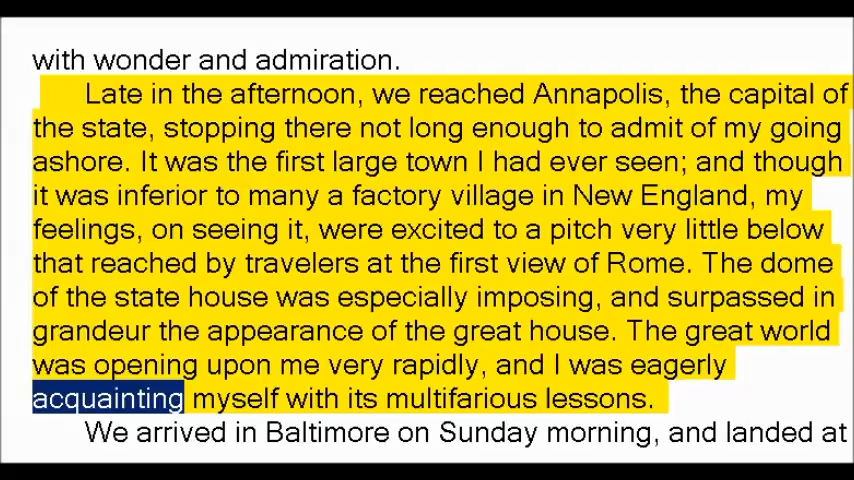 with wonder and admiration.
Late in the afternoon, we reached Annapolis, the capital of
the state, stopping there not long enough to admit of my going
ashore. It was the first large town I had ever seen; and though
it was inferior to many a factory village in New England, my
feelings, on seeing it, were excited to a pitch very little below
that reached by travelers at the first view of Rome. The dome
of the state house was especially imposing, and surpassed in
grandeur the appearance of the great house. The great world
was opening upon me very rapidly, and I was eagerly
acquainting myself with its multifarious lessons.
We arrived in Baltimore on Sunday morning, and landed at